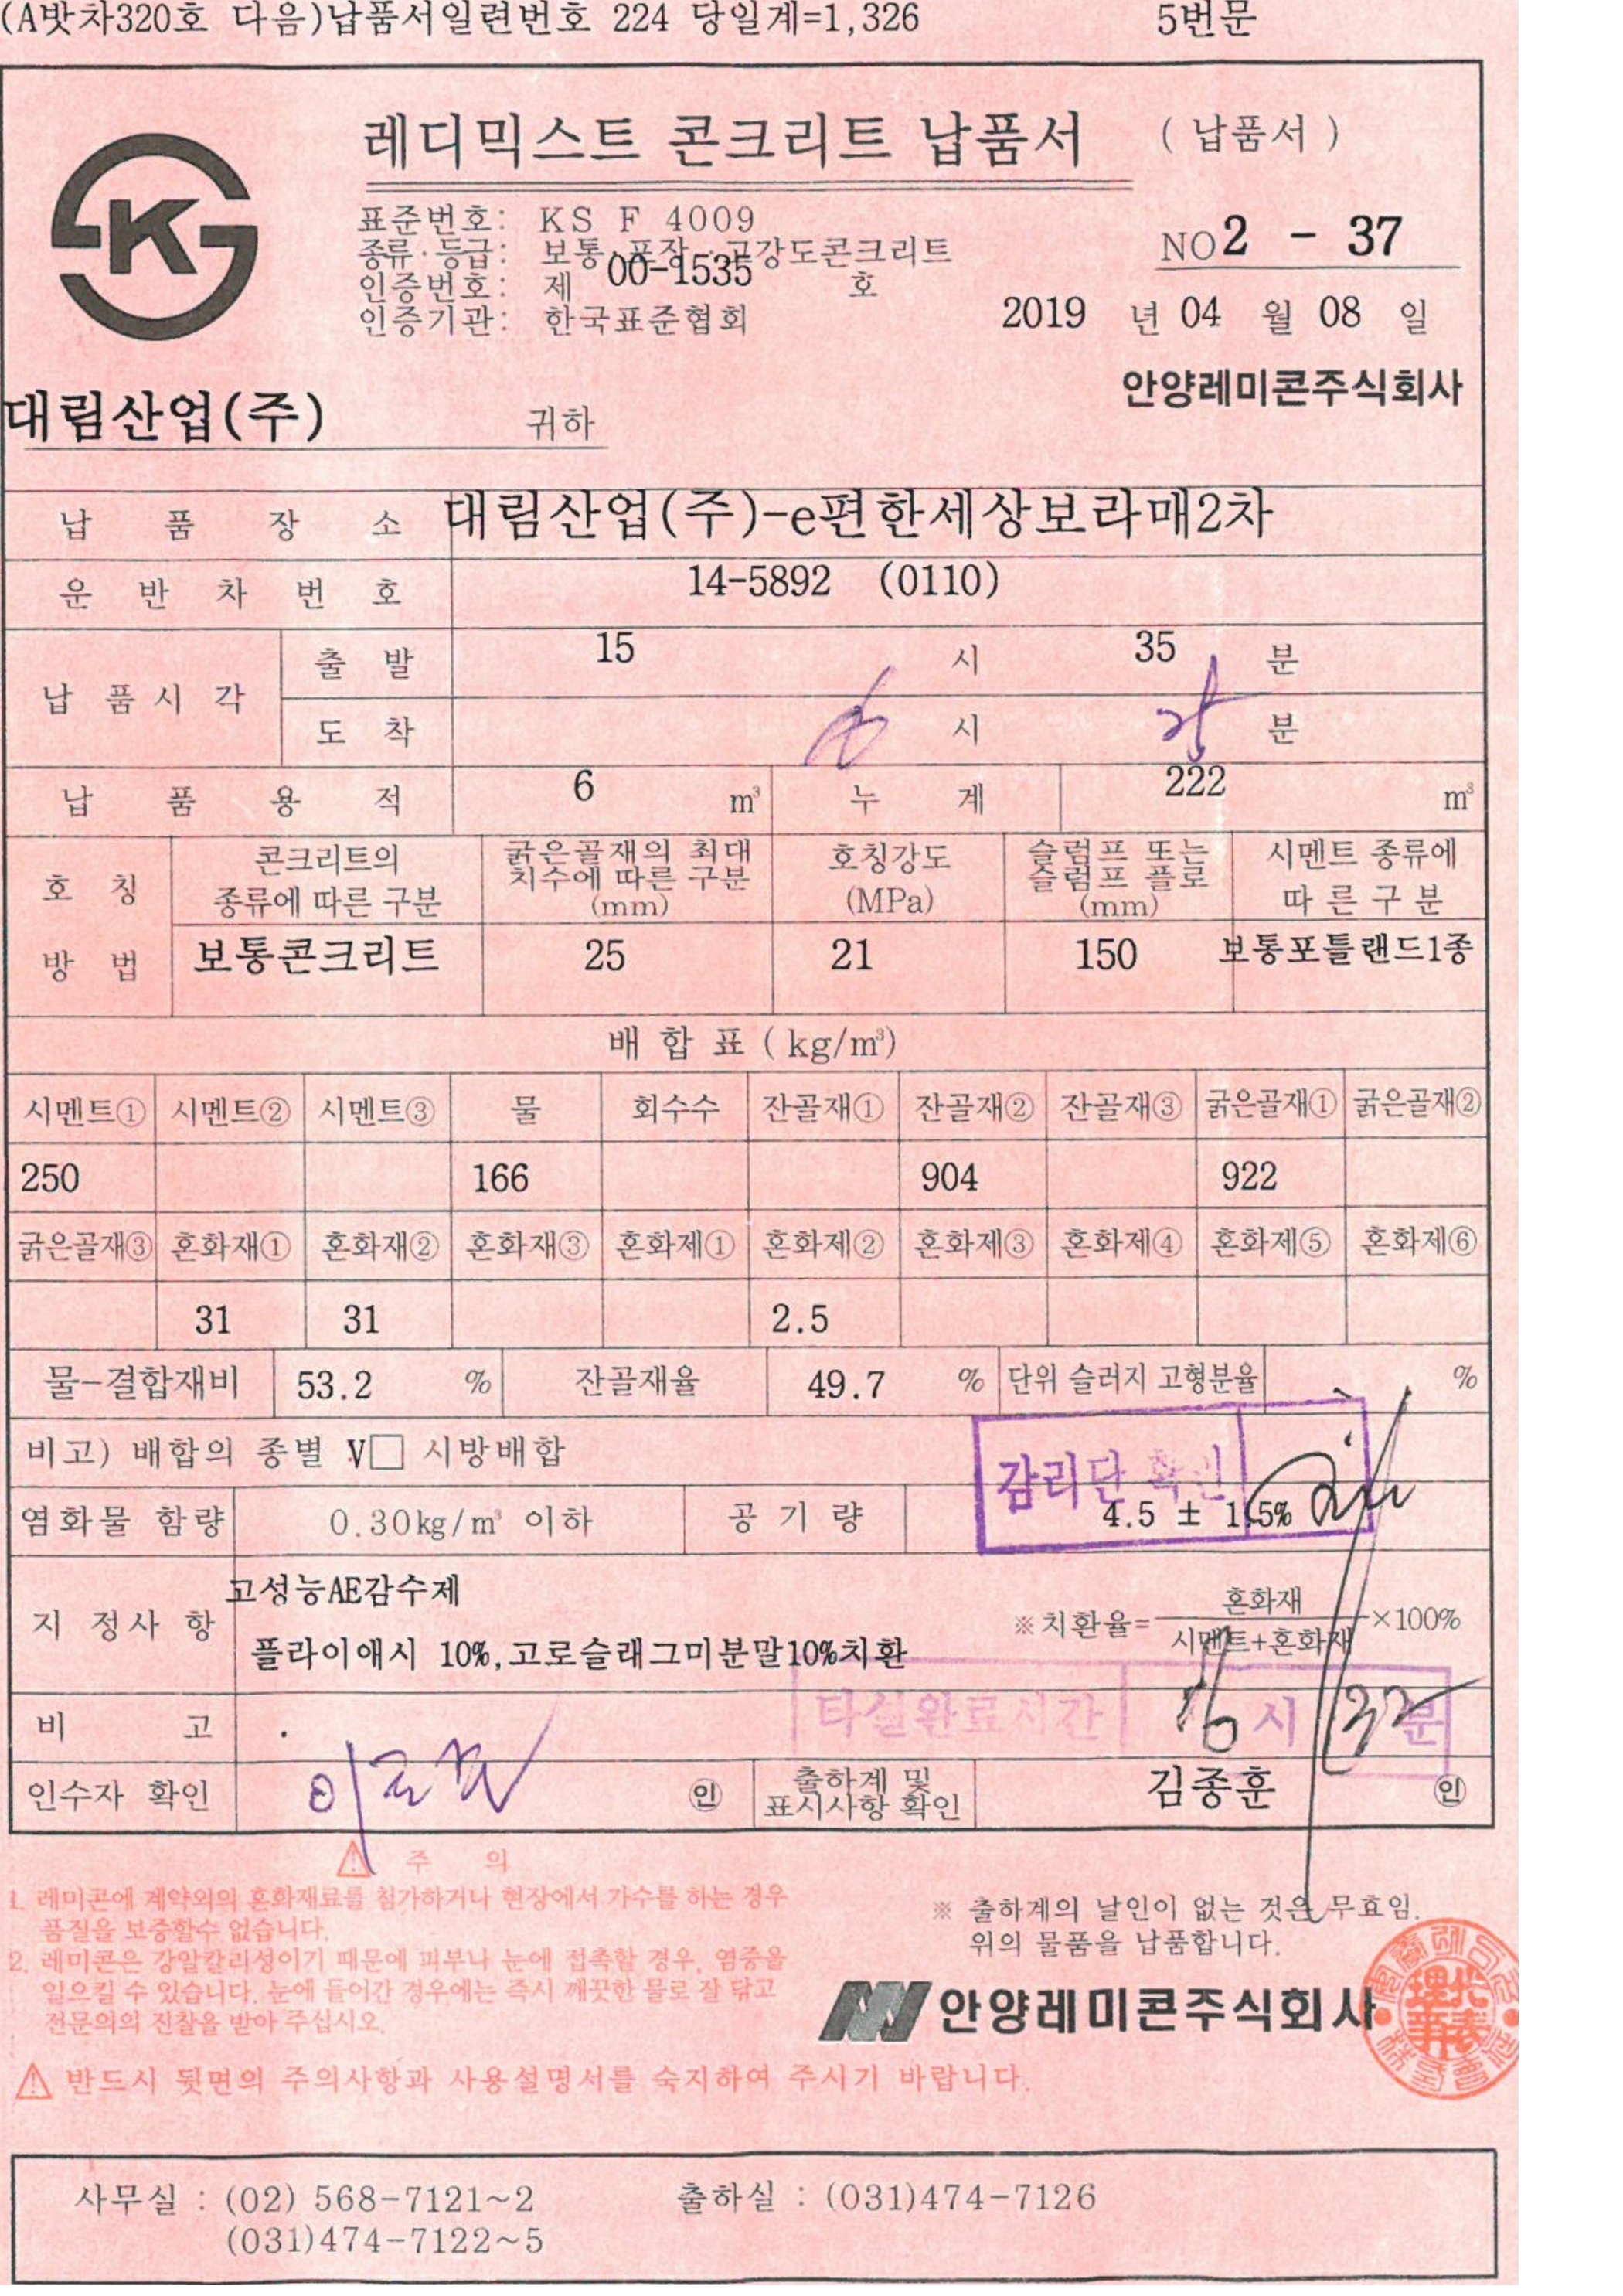 (A밧차320호 다음)납품서일련번호 224 당일계=1,326 5번문
레디믹스트 콘크리트 납품서 ( 납품서 )
표준번호: KS F 4009
종류·등급: 보통·포장·고강도콘크리트
인증번호: 제 00-1535 호
인증기관: 한국표준협회
NO 2 - 37
2019 년 04 월 08 일
안양레미콘주식회사
대림산업(주) 귀하
납 품 장 소 대림산업(주)-e편한세상보라매2차
운 반 차 번 호 14-5892 (0110)
납 품 시 각 출 발 15 시 35 분
도 착 시 분
납 품 용 적 6 m³ 누 계 222 m³
호 칭 방 법
콘크리트의 종류에 따른 구분
굵은골재의 최대 치수에 따른 구분 (mm)
호칭강도 (MPa)
슬럼프 또는 슬럼프 플로 (mm)
시멘트 종류에 따 른 구 분
보통콘크리트 25 21 150 보통포틀랜드1종
배 합 표 ( kg/m³)
시멘트① 시멘트② 시멘트③ 물 회수수 잔골재① 잔골재② 잔골재③ 굵은골재① 굵은골재②
250 166 904 922
굵은골재③ 혼화재① 혼화재② 혼화재③ 혼화제① 혼화제② 혼화제③ 혼화제④ 혼화제⑤ 혼화제⑥
31 31 2.5
물-결합재비 53.2 % 잔골재율 49.7 % 단위 슬러지 고형분율 %
비고) 배합의 종별 V□ 시방배합
감리단 확인
염화물 함량 0.30kg/m³ 이하 공 기 량 4.5 ± 1.5%
지 정사 항 고성능AE감수제
플라이애시 10%,고로슬래그미분말10%치환
※치환율= 혼화재 / 시멘트+혼화재 ×100%
비 고 .
타설완료시간 16 시 32 분
인수자 확인 인 출하계 및 표시사항 확인 김종훈 인
⚠ 주 의
1. 레미콘에 계약외의 혼화재료를 첨가하거나 현장에서 가수를 하는 경우
품질을 보증할수 없습니다.
2. 레미콘은 강알칼리성이기 때문에 피부나 눈에 접촉할 경우, 염증을
일으킬 수 있습니다. 눈에 들어간 경우에는 즉시 깨끗한 물로 잘 닦고
전문의의 진찰을 받아 주십시오.
※ 출하계의 날인이 없는 것은 무효임.
위의 물품을 납품합니다.
안양레미콘주식회사
⚠ 반드시 뒷면의 주의사항과 사용설명서를 숙지하여 주시기 바랍니다.
사무실 : (02) 568-7121~2 출하실 : (031)474-7126
(031)474-7122~5